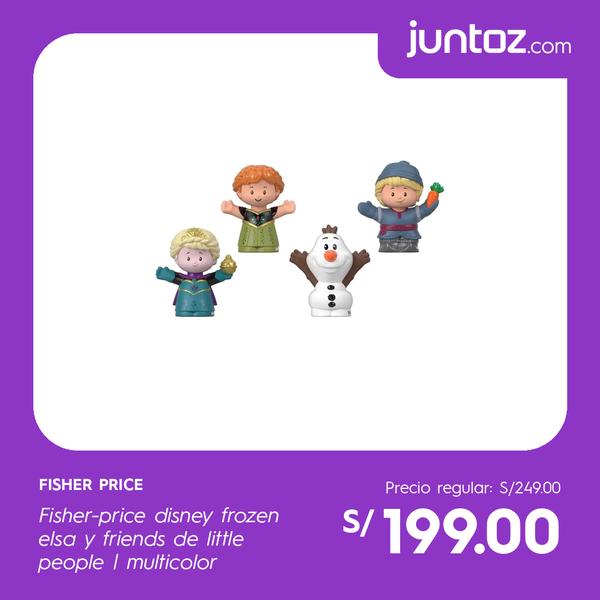 juntoz.com
FISHER PRICE
Fisher-price disney frozen
elsa y friends de little
people | multicolor
Precio regular: S/249.00
S/199.00